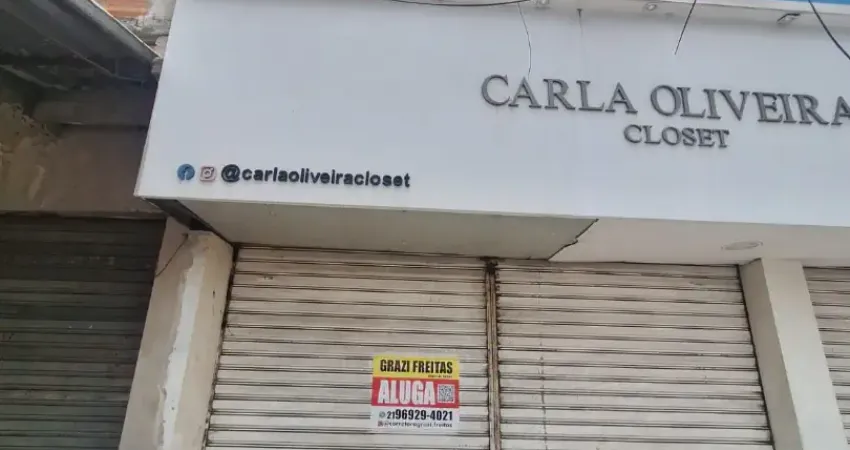 CARLA OLIVEIRA
CLOSET
@carlaoliveiracloset
GRAZI FREITAS
ALUGA
21 96929-4021